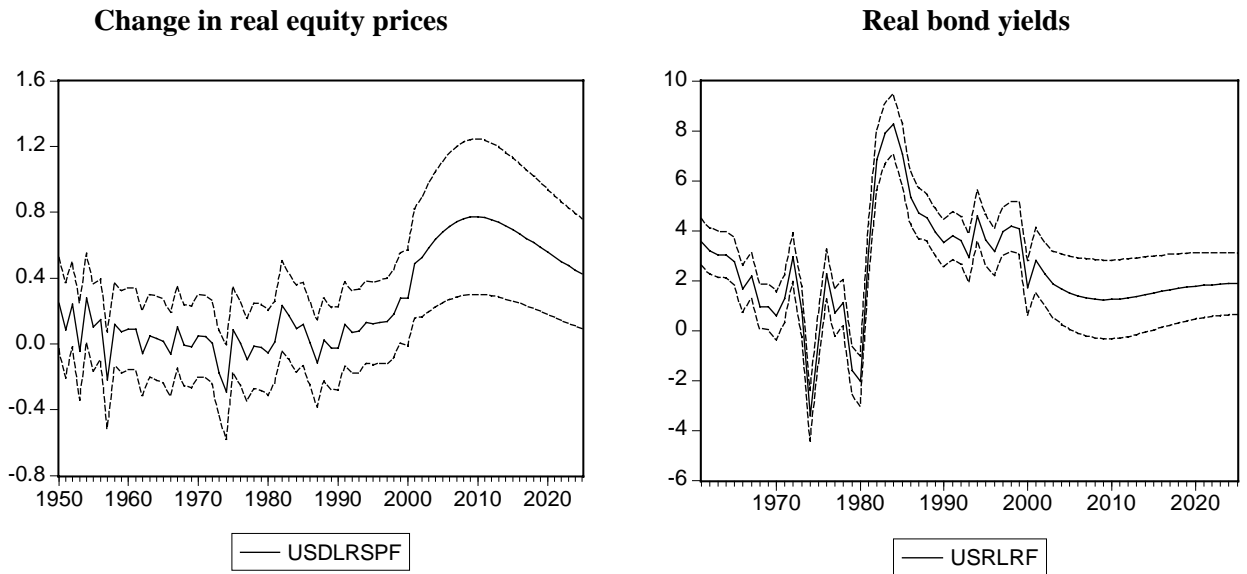 Change in real equity prices
1.6
1.2
0.8
0.4
0.0
-0.4
-0.8
1950 1960 1970 1980 1990 2000 2010 2020
USDLRSPF
Real bond yields
10
8
6
4
2
0
-2
-4
-6
1970 1980 1990 2000 2010 2020
USRLRF